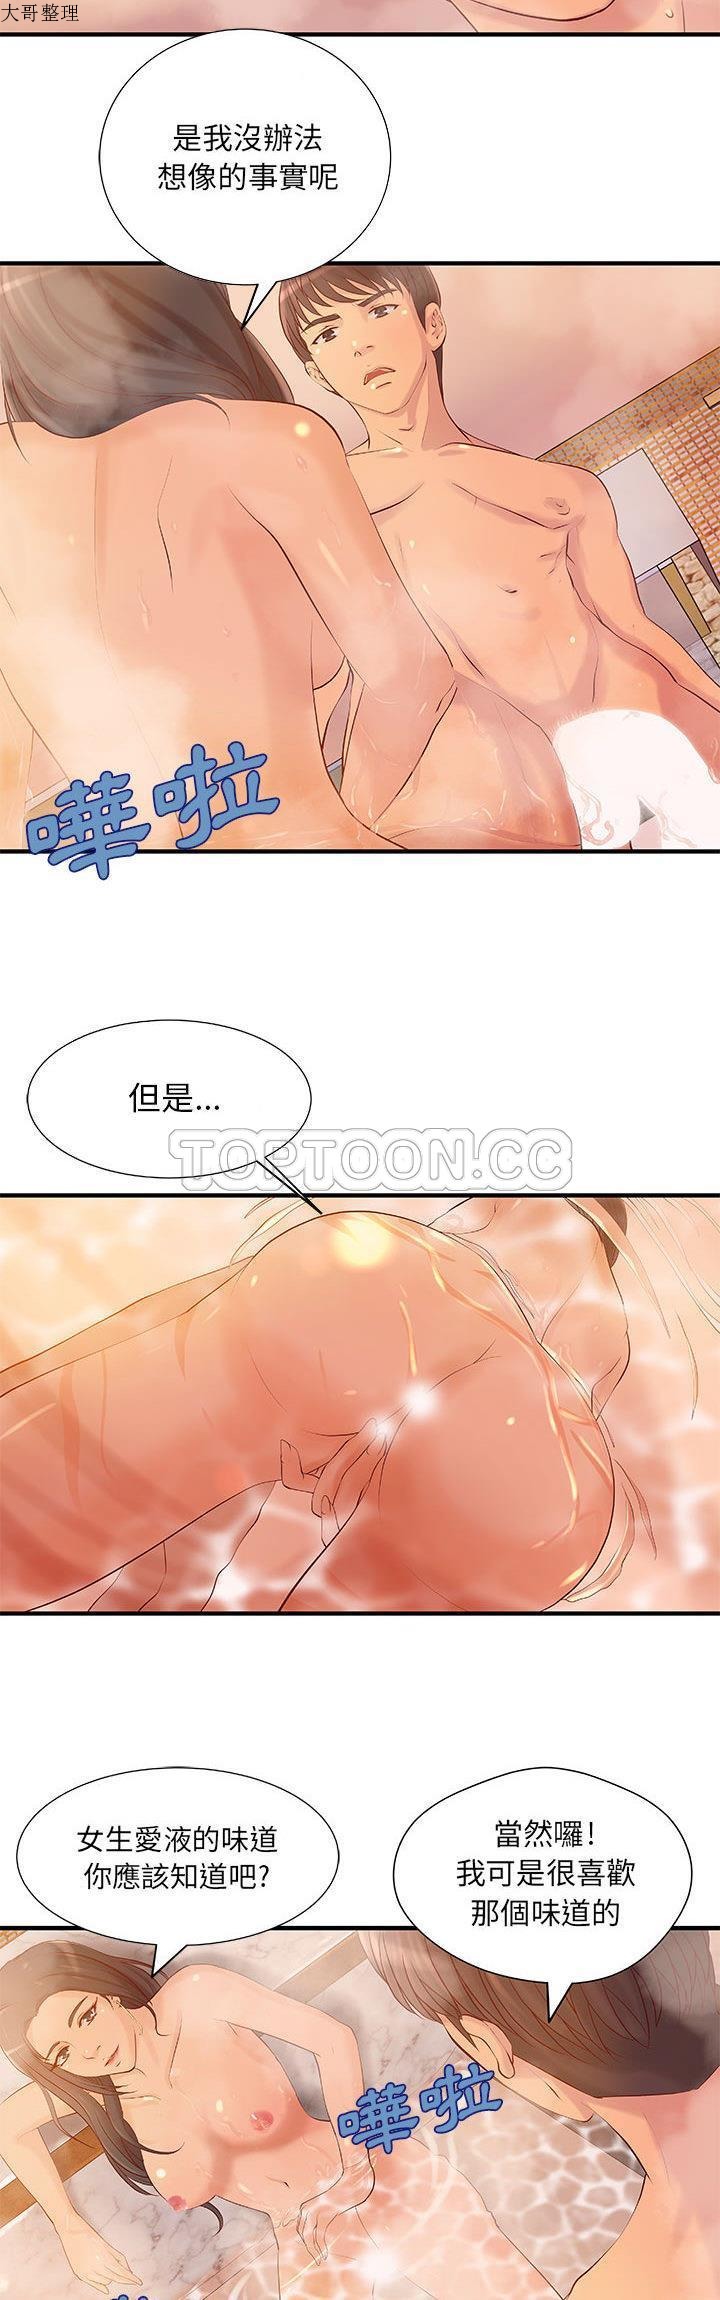 大哥整理
是我沒辦法
想像的事實呢
嘩啦
但是...
TOPTOON.CC
女生愛液的味道
你應該知道吧?
當然囉!
我可是很喜歡
那個味道的
嘩啦